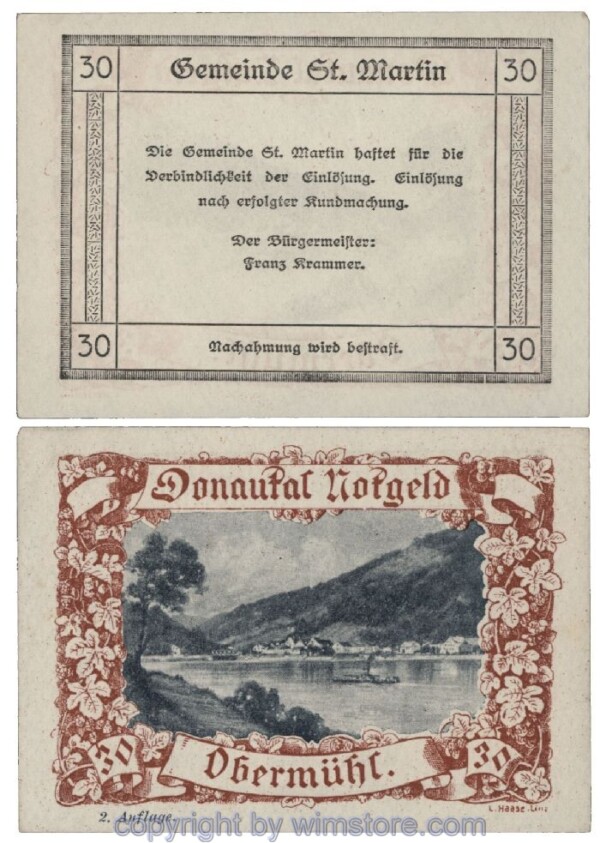 30 Gemeinde St. Martin 30
Die Gemeinde St. Martin haftet für die
Verbindlichkeit der Einlösung. Einlösung
nach erfolgter Kundmachung.
Der Bürgermeister:
Franz Krammer.
30 Nachahmung wird bestraft. 30
Donautal Notgeld
30 Obermühl. 30
2. Auflage.
L. Haase. Linz
copyright by wimstore.com